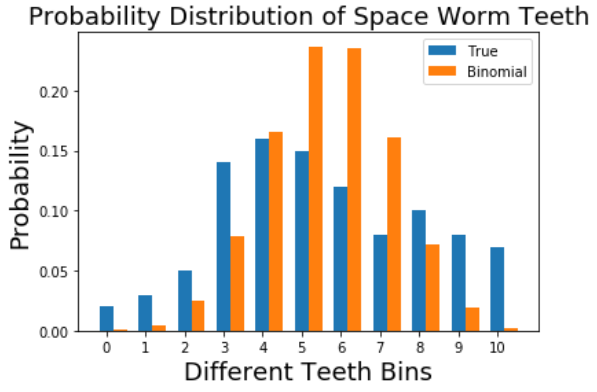 Probability Distribution of Space Worm Teeth
True
Binomial
0.20
0.15
0.10
0.05
0.00
Probability
0 1 2 3 4 5 6 7 8 9 10
Different Teeth Bins